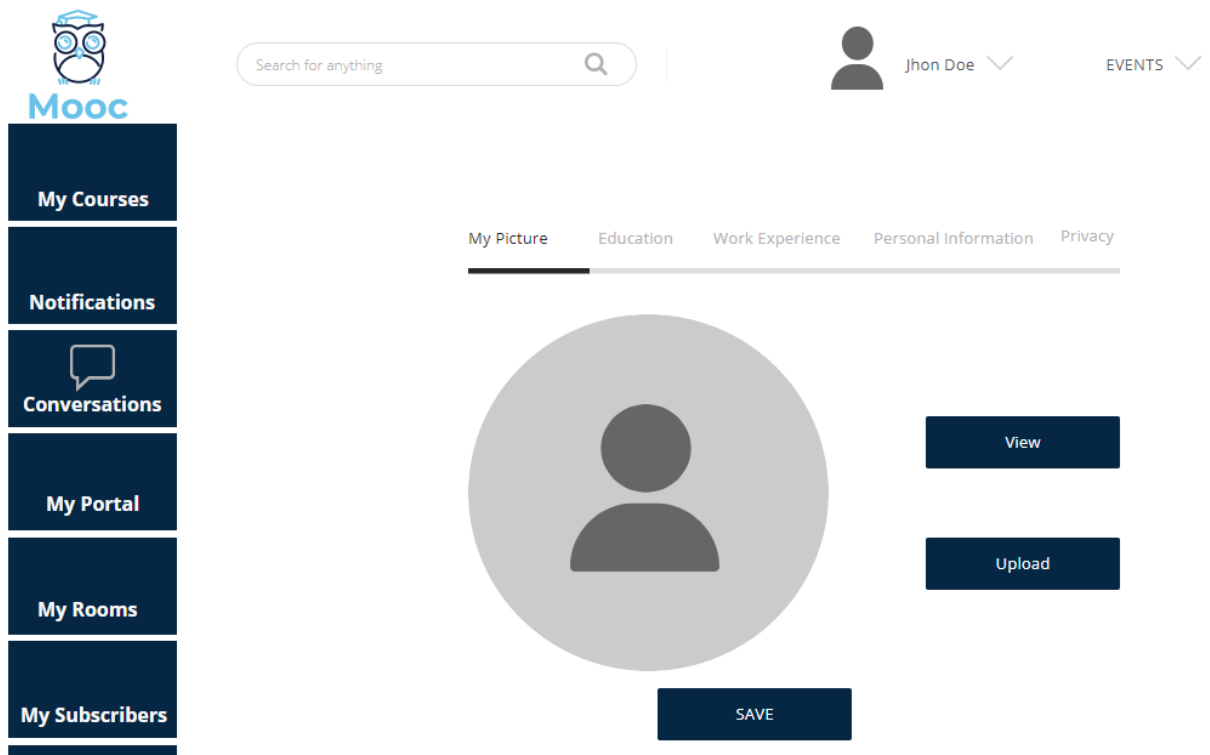 Mooc
Search for anything
Jhon Doe
EVENTS
My Courses
Notifications
Conversations
My Portal
My Rooms
My Subscribers
My Picture
Education
Work Experience
Personal Information
Privacy
View
Upload
SAVE